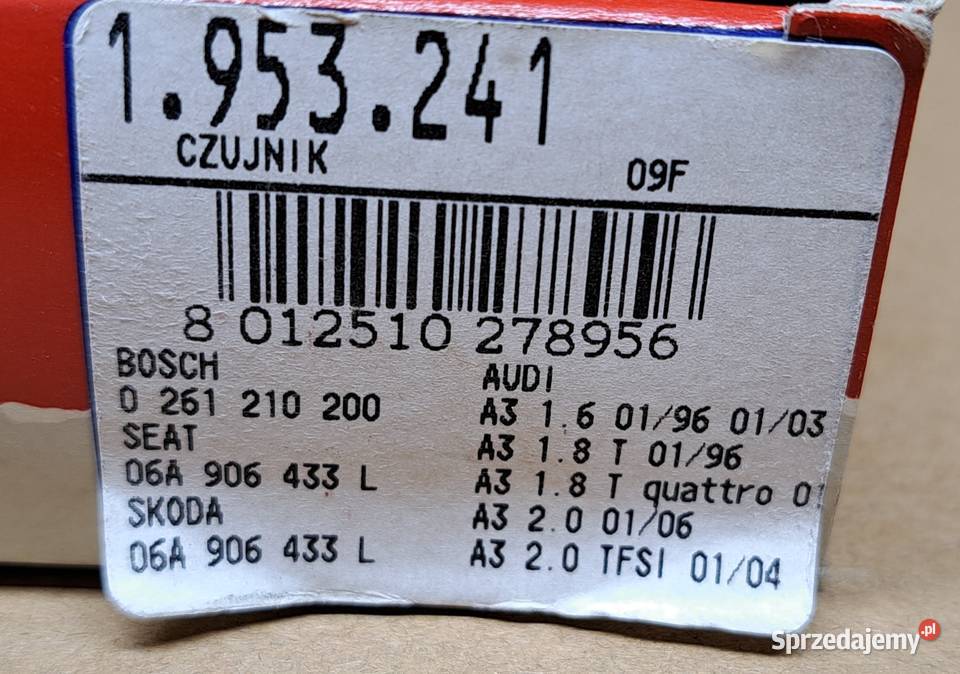 1.953.241
CZUJNIK 09F
8 012510 278956
BOSCH
0 261 210 200
SEAT
06A 906 433 L
SKODA
06A 906 433 L
AUDI
A3 1.6 01/96 01/03
A3 1.8 T 01/96
A3 1.8 T quattro 0
A3 2.0 01/06
A3 2.0 TFSI 01/04
Sprzedajemy.pl